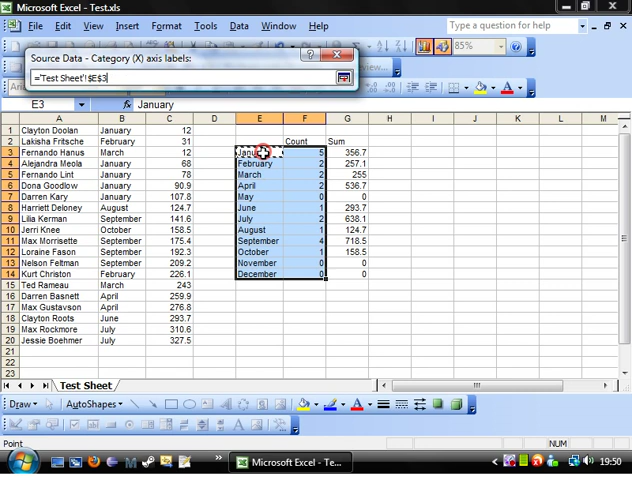 Microsoft Excel - Test.xls
File Edit View Insert Format Tools Data Window Help Type a question for help
Source Data - Category (X) axis labels:
85%
='Test Sheet'!$E$3
E3 January
A B C D E F G H I J K L M
1 Clayton Doolan January 12
2 Lakisha Fritsche February 31 Count Sum
3 Fernando Hanus March 12 5 356.7
4 Alejandra Meola January 68 February 2 257.1
5 Fernando Lint January 78 March 2 255
6 Dona Goodlow January 90.9 April 2 536.7
7 Darren Kary January 107.8 May 0 0
8 Harriett Deloney August 124.7 June 1 293.7
9 Lilia Kerman September 141.6 July 2 638.1
10 Jerri Knee October 158.5 August 1 124.7
11 Max Morrisette September 175.4 September 4 718.5
12 Loraine Fason September 192.3 October 1 158.5
13 Nelson Feltman September 209.2 November 0 0
14 Kurt Christon February 226.1 December 0 0
15 Ted Rameau March 243
16 Darren Basnett April 259.9
17 Max Gustavson April 276.8
18 Clayton Joers June 293.7
19 Max Rockmore July 310.6
20 Jessie Boehmer July 327.5
21
22
23
Test Sheet
Draw AutoShapes
Point NUM
Microsoft Excel - Te... 19:50